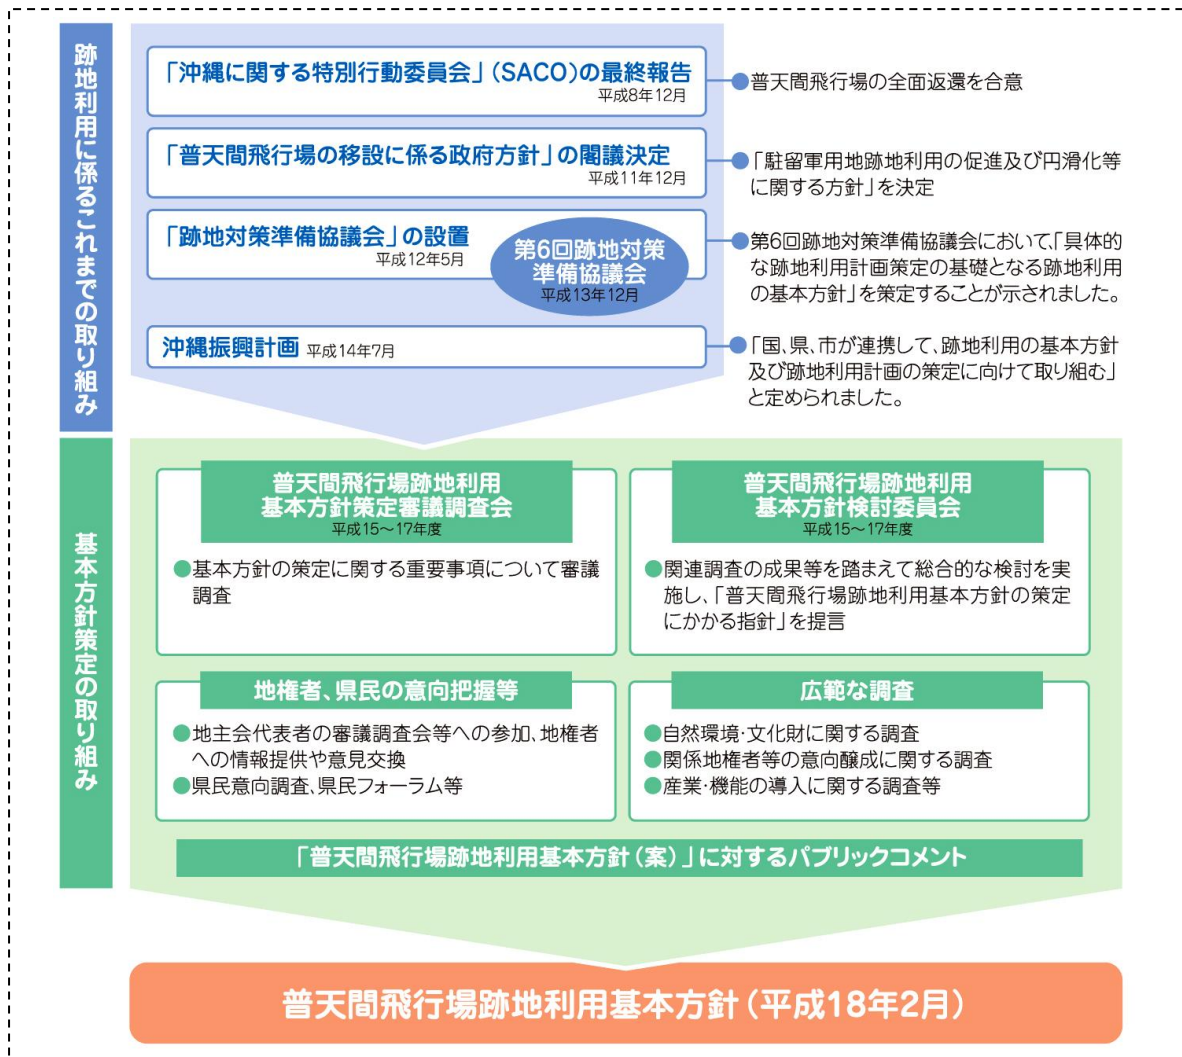 跡地利用に係るこれまでの取り組み
「沖縄に関する特別行動委員会」(SACO)の最終報告
平成8年12月
●普天間飛行場の全面返還を合意
「普天間飛行場の移設に係る政府方針」の閣議決定
平成11年12月
●「駐留軍用地跡地利用の促進及び円滑化等
に関する方針」を決定
「跡地対策準備協議会」の設置
平成12年5月
第6回跡地対策
準備協議会
平成13年12月
●第6回跡地対策準備協議会において、「具体的
な跡地利用計画策定の基礎となる跡地利用
の基本方針」を策定することが示されました。
沖縄振興計画 平成14年7月
●「国、県、市が連携して、跡地利用の基本方針
及び跡地利用計画の策定に向けて取り組む」
と定められました。
基本方針策定の取り組み
普天間飛行場跡地利用
基本方針策定審議調査会
平成15~17年度
●基本方針の策定に関する重要事項について審議
調査
普天間飛行場跡地利用
基本方針検討委員会
平成15~17年度
●関連調査の成果等を踏まえて総合的な検討を実
施し、「普天間飛行場跡地利用基本方針の策定
にかかる指針」を提言
地権者、県民の意向把握等
●地主会代表者の審議調査会等への参加、地権者
への情報提供や意見交換
●県民意向調査、県民フォーラム等
広範な調査
●自然環境・文化財に関する調査
●関係地権者等の意向醸成に関する調査
●産業・機能の導入に関する調査等
「普天間飛行場跡地利用基本方針(案)」に対するパブリックコメント
普天間飛行場跡地利用基本方針(平成18年2月)